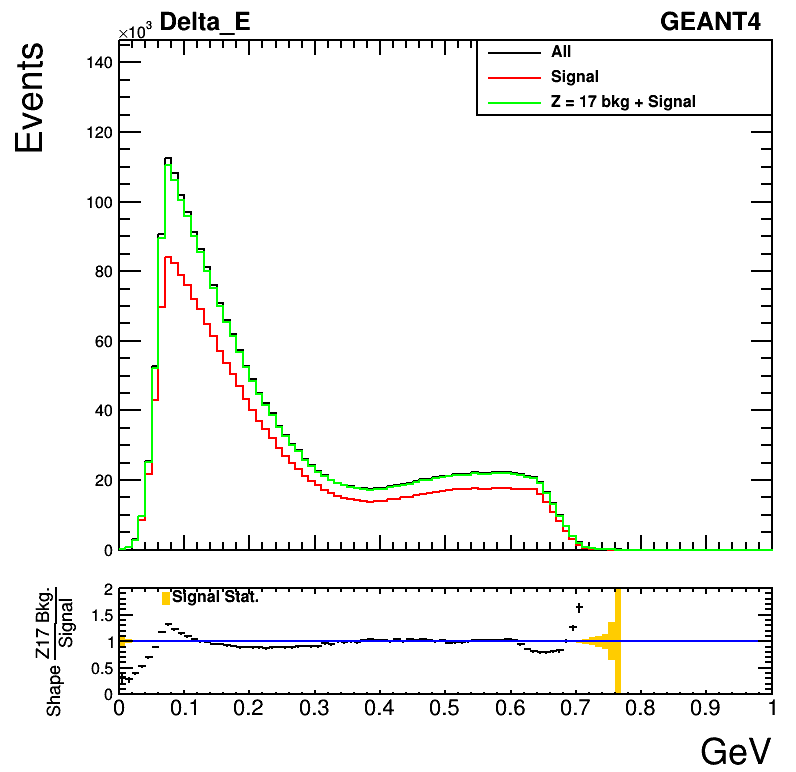 ×10³ Delta_E GEANT4
Events
All
Signal
Z = 17 bkg + Signal
140
120
100
80
60
40
20
0
Shape Z17 Bkg. / Signal
Signal Stat.
2
1.5
1
0.5
0
0 0.1 0.2 0.3 0.4 0.5 0.6 0.7 0.8 0.9 1
GeV